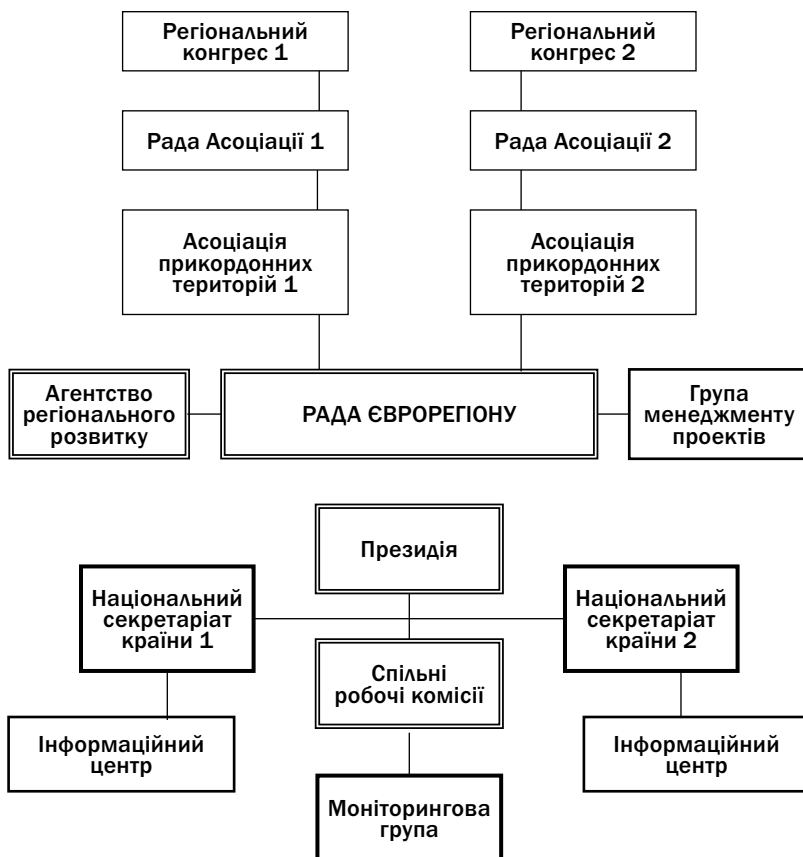 Регіональний
конгрес 1
Регіональний
конгрес 2
Рада Асоціації 1
Рада Асоціації 2
Асоціація
прикордонних
територій 1
Асоціація
прикордонних
територій 2
Агентство
регіонального
розвитку
РАДА ЄВРОРЕГІОНУ
Група
менеджменту
проектів
Президія
Національний
секретаріат
країни 1
Національний
секретаріат
країни 2
Спільні
робочі комісії
Інформаційний
центр
Інформаційний
центр
Моніторингова
група